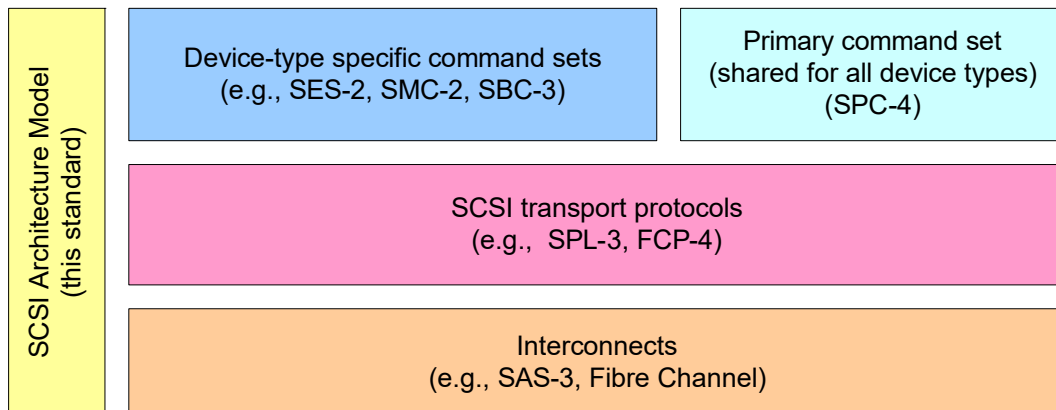 SCSI Architecture Model
(this standard)
Device-type specific command sets
(e.g., SES-2, SMC-2, SBC-3)
Primary command set
(shared for all device types)
(SPC-4)
SCSI transport protocols
(e.g.,  SPL-3, FCP-4)
Interconnects
(e.g., SAS-3, Fibre Channel)